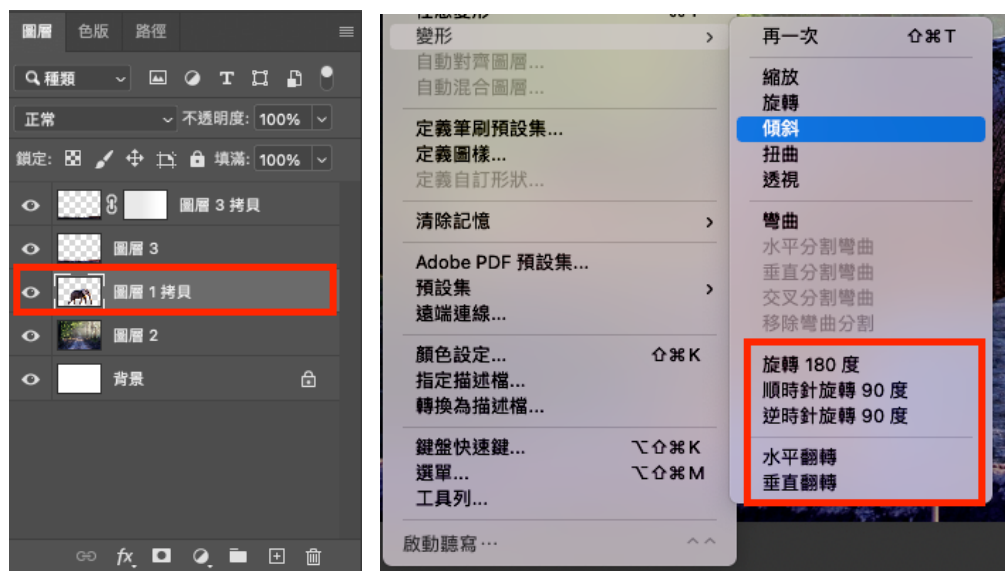 圖層 色版 路徑
種類
正常 不透明度: 100%
鎖定: 填滿: 100%
圖層 3 拷貝
圖層 3
圖層 1 拷貝
圖層 2
背景
fx
變形
自動對齊圖層...
自動混合圖層...
定義筆刷預設集...
定義圖樣...
定義自訂形狀...
清除記憶
Adobe PDF 預設集...
預設集
遠端連線...
顏色設定... ⇧⌘K
指定描述檔...
轉換為描述檔...
鍵盤快速鍵... ⌥⇧⌘K
選單... ⌥⇧⌘M
工具列...
啟動聽寫...
再一次 ⇧⌘T
縮放
旋轉
傾斜
扭曲
透視
彎曲
水平分割彎曲
垂直分割彎曲
交叉分割彎曲
移除彎曲分割
旋轉 180 度
順時針旋轉 90 度
逆時針旋轉 90 度
水平翻轉
垂直翻轉